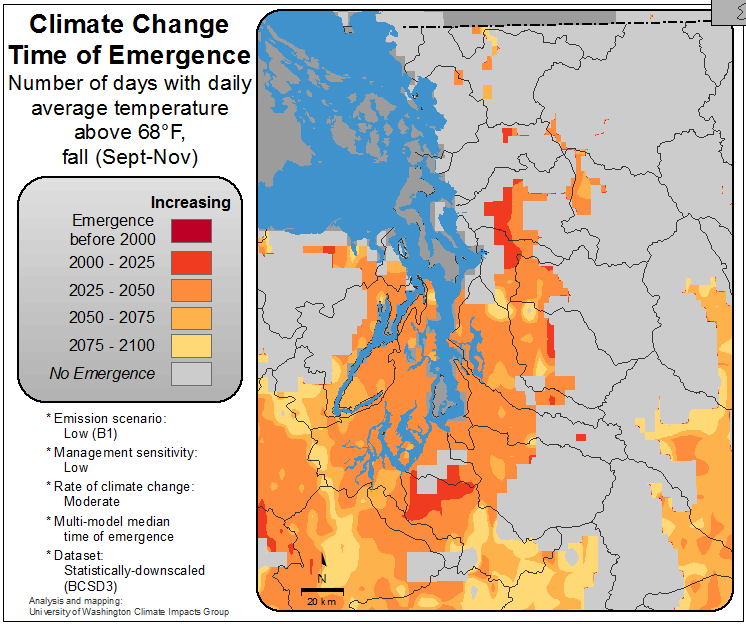 Climate Change
Time of Emergence
Number of days with daily
average temperature
above 68°F,
fall (Sept-Nov)
Increasing
Emergence
before 2000
2000 - 2025
2025 - 2050
2050 - 2075
2075 - 2100
No Emergence
* Emission scenario:
Low (B1)
* Management sensitivity:
Low
* Rate of climate change:
Moderate
* Multi-model median
time of emergence
* Dataset:
Statistically-downscaled
(BCSD3)
Analysis and mapping:
University of Washington Climate Impacts Group
N
20 km